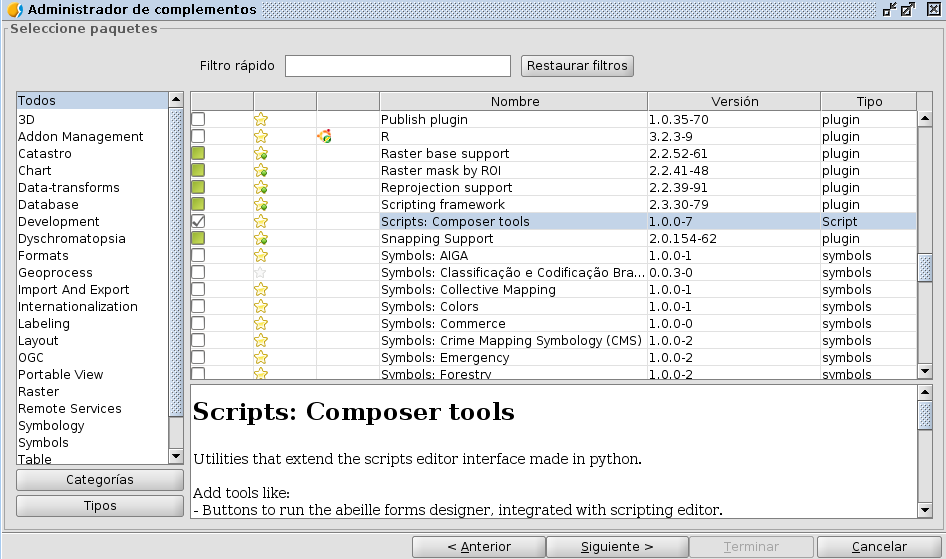 Administrador de complementos
Seleccione paquetes
Filtro rápido
Restaurar filtros
Todos
3D
Addon Management
Catastro
Chart
Data-transforms
Database
Development
Dyschromatopsia
Formats
Geoprocess
Import And Export
Internationalization
Labeling
Layout
OGC
Portable View
Raster
Remote Services
Symbology
Symbols
Table
Categorías
Tipos
Nombre Versión Tipo
Publish plugin 1.0.35-70 plugin
R 3.2.3-9 plugin
Raster base support 2.2.52-61 plugin
Raster mask by ROI 2.2.41-48 plugin
Reprojection support 2.2.39-91 plugin
Scripting framework 2.3.30-79 plugin
Scripts: Composer tools 1.0.0-7 Script
Snapping Support 2.0.154-62 plugin
Symbols: AIGA 1.0.0-1 symbols
Symbols: Classificação e Codificação Bra... 0.0.3-0 symbols
Symbols: Collective Mapping 1.0.0-1 symbols
Symbols: Colors 1.0.0-1 symbols
Symbols: Commerce 1.0.0-0 symbols
Symbols: Crime Mapping Symbology (CMS) 1.0.0-2 symbols
Symbols: Emergency 1.0.0-2 symbols
Symbols: Forestry 1.0.0-2 symbols
Scripts: Composer tools
Utilities that extend the scripts editor interface made in python.
Add tools like:
- Buttons to run the abeille forms designer, integrated with scripting editor.
< Anterior
Siguiente >
Terminar
Cancelar